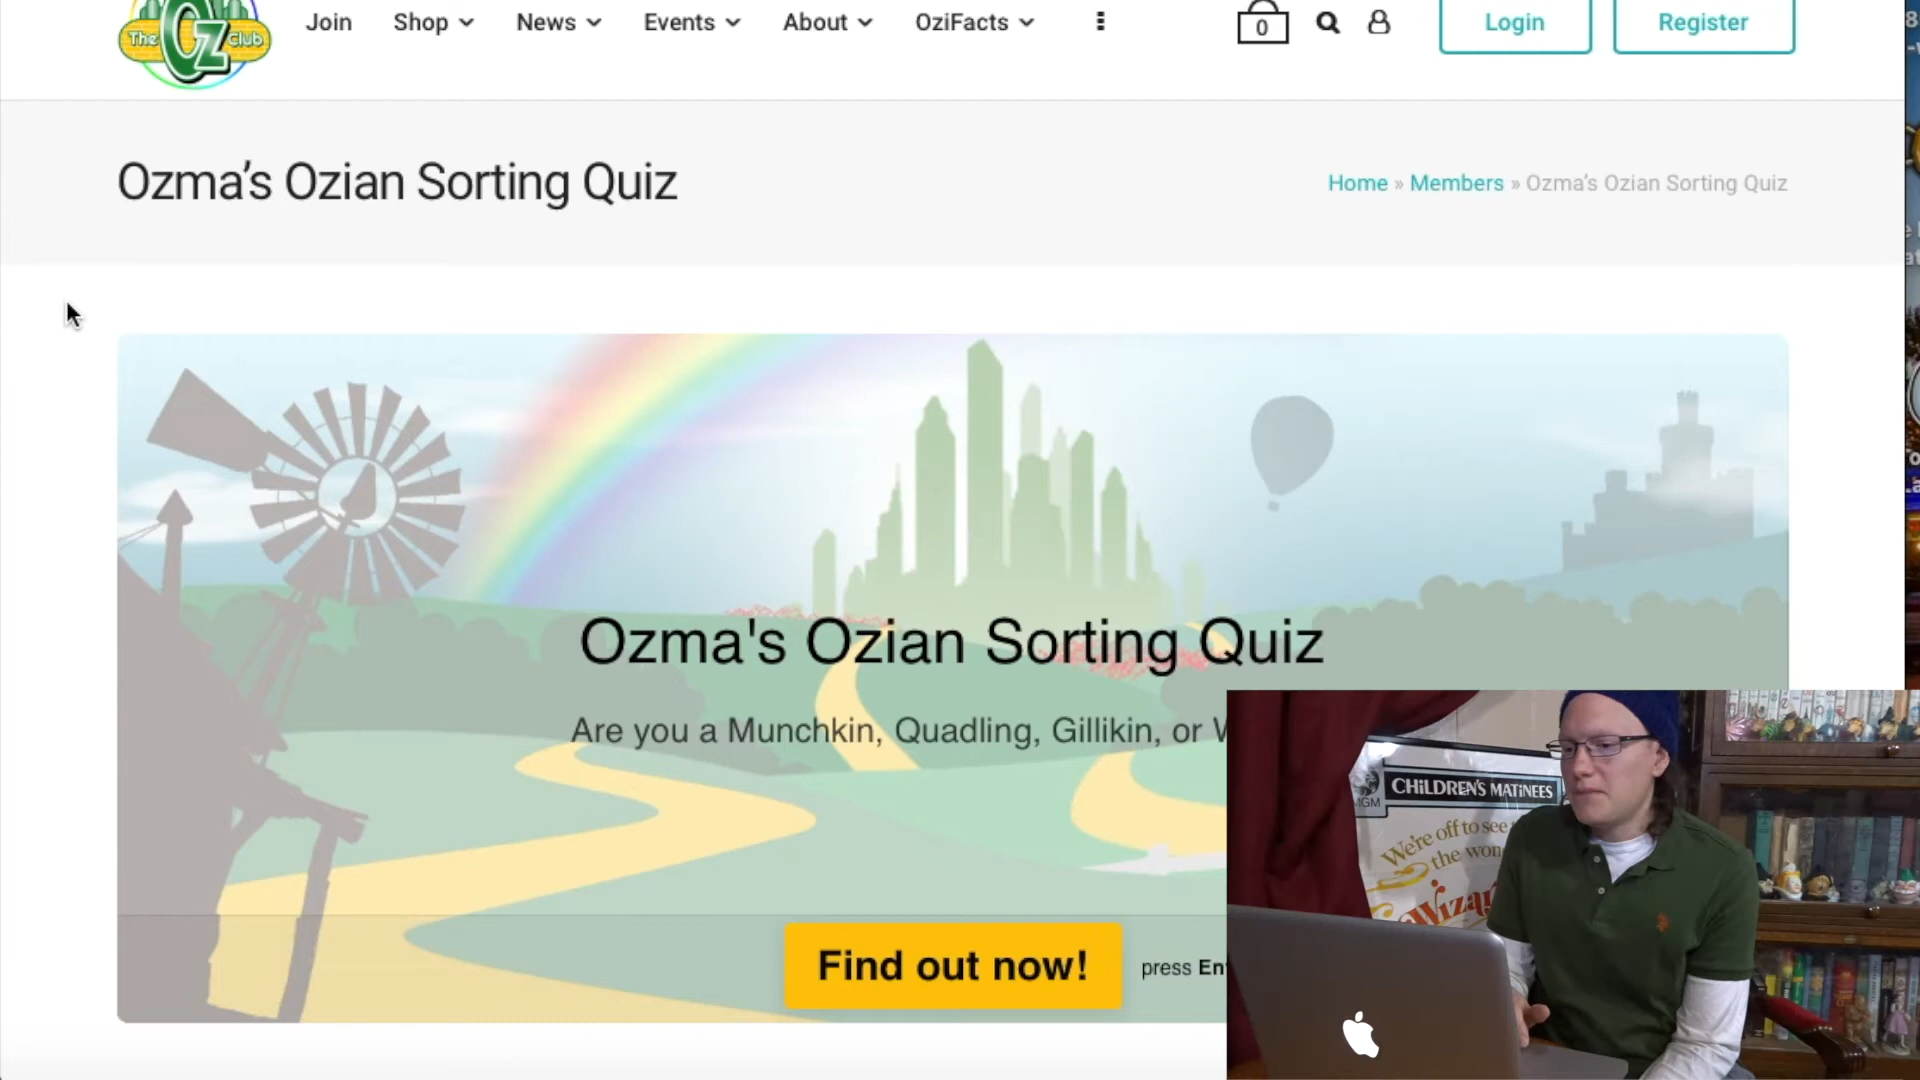 The Oz Club
Join
Shop
News
Events
About
OziFacts
0
Login
Register
Ozma’s Ozian Sorting Quiz
Home » Members » Ozma’s Ozian Sorting Quiz
Ozma's Ozian Sorting Quiz
Are you a Munchkin, Quadling, Gillikin, or
Find out now!
press
MGM
CHiLDREN'S MATiNEES
We're off to see
the